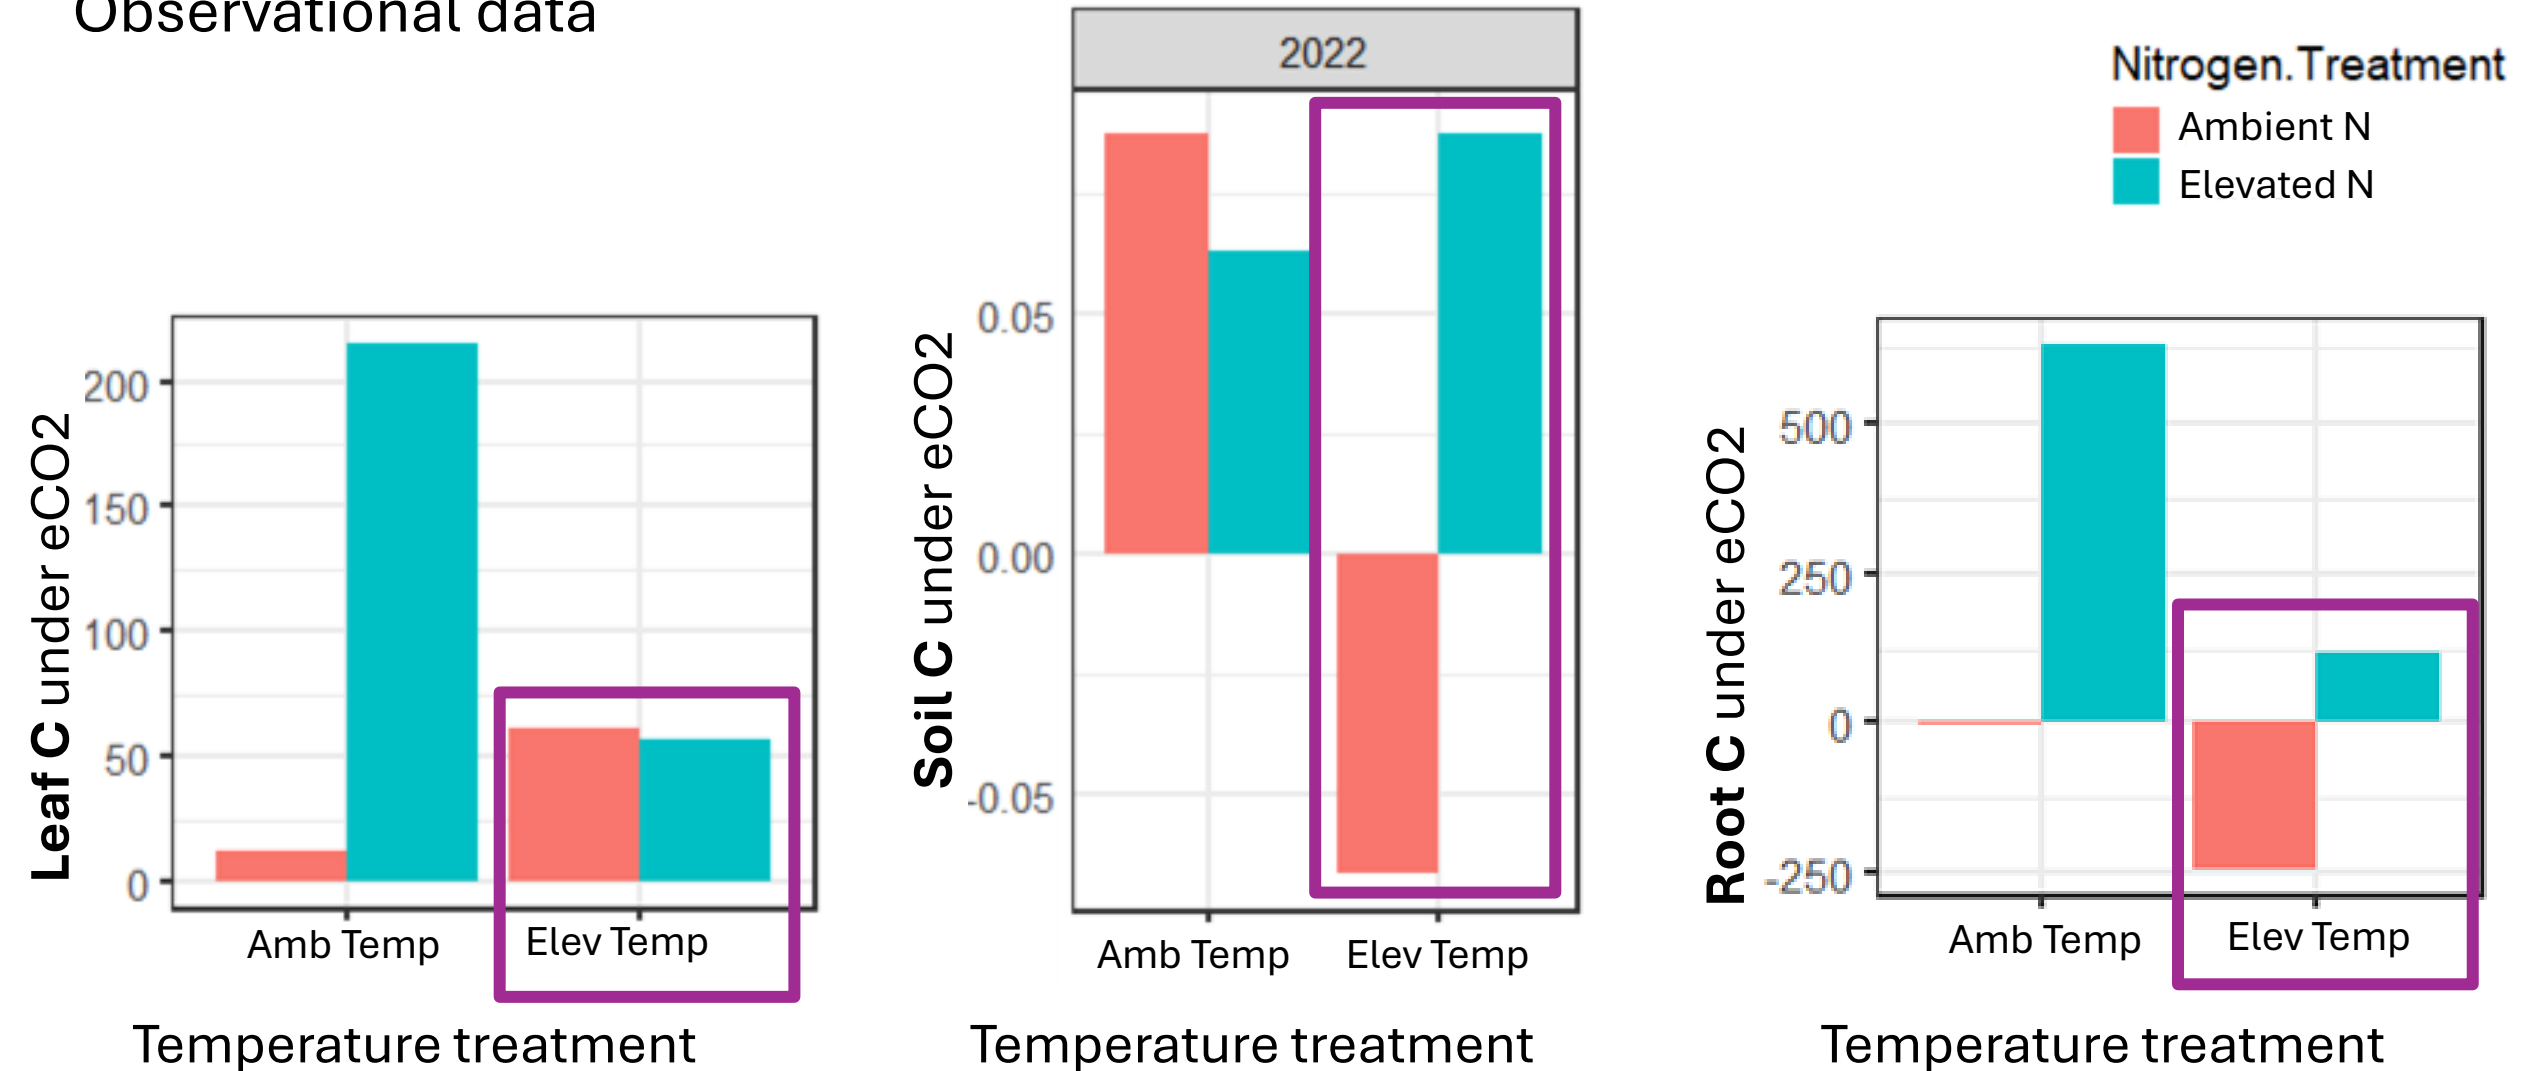 Observational data
2022
Nitrogen.Treatment
Ambient N
Elevated N
Leaf C under eCO2
200
150
100
50
0
Amb Temp
Elev Temp
Temperature treatment
Soil C under eCO2
0.05
0.00
-0.05
Amb Temp
Elev Temp
Temperature treatment
Root C under eCO2
500
250
0
-250
Amb Temp
Elev Temp
Temperature treatment